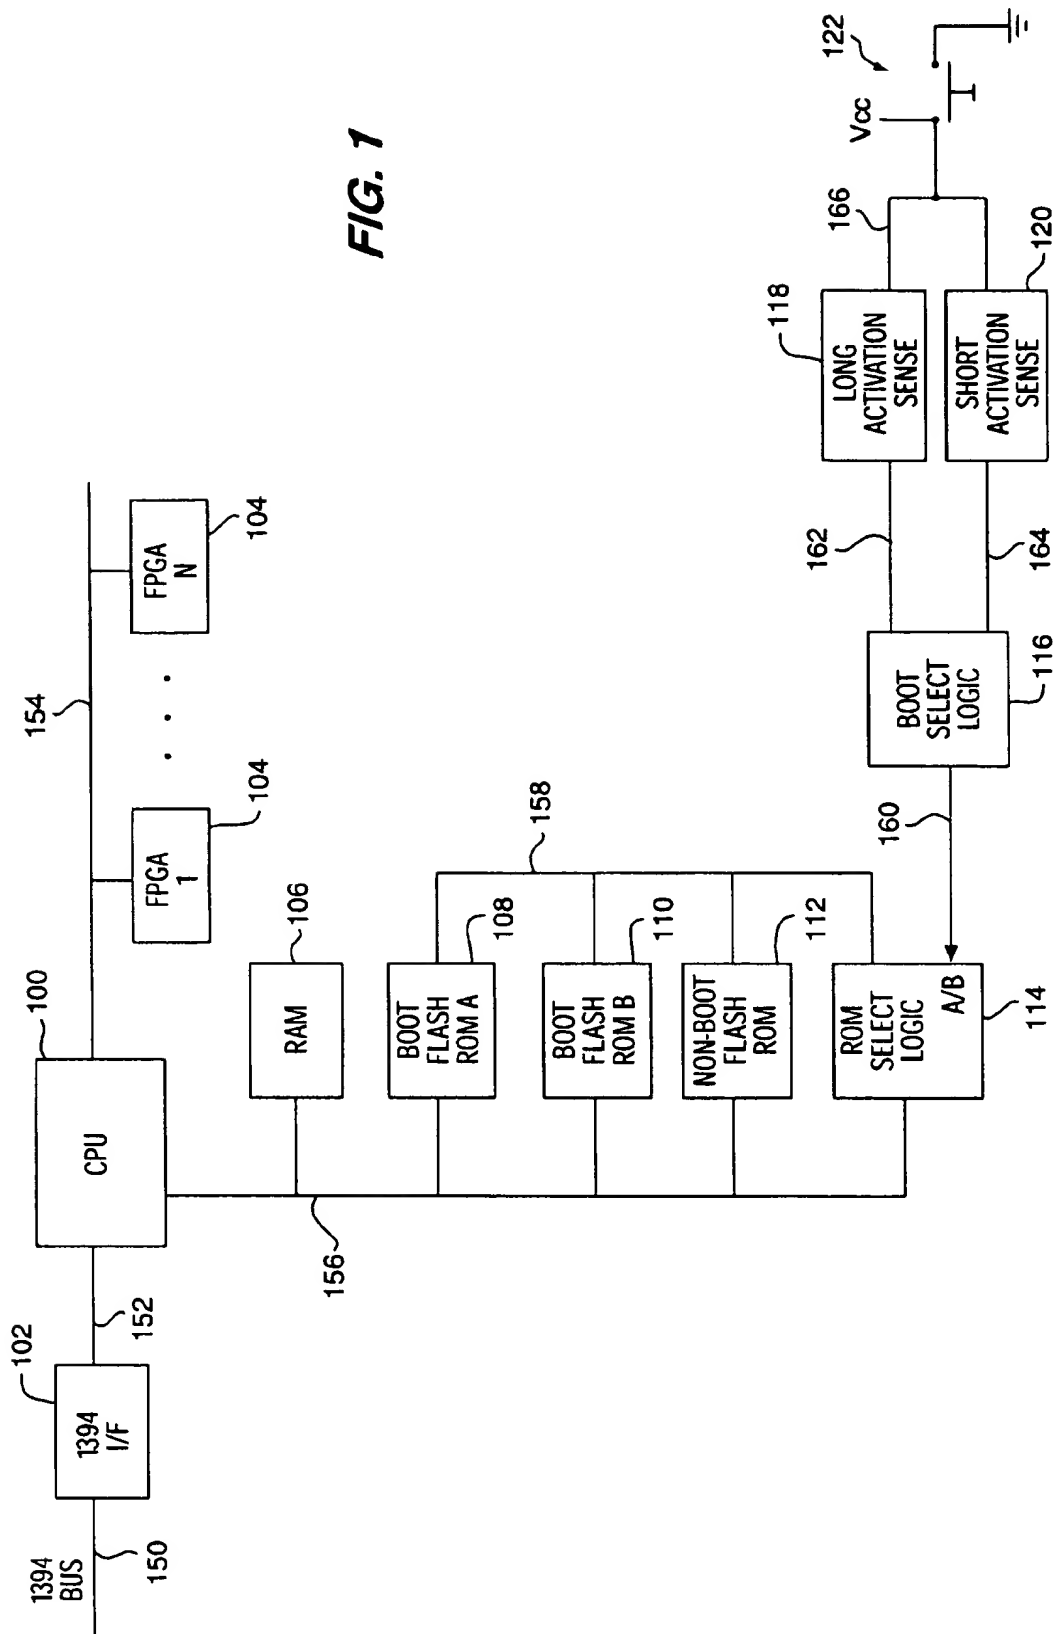 FIG. 1
1394
BUS
150
1394
I/F
102
152
CPU
100
154
FPGA
1
104
. . .
FPGA
N
104
156
RAM
106
BOOT
FLASH
ROM A
108
158
BOOT
FLASH
ROM B
110
NON-BOOT
FLASH
ROM
112
ROM
SELECT
LOGIC
A/B
114
160
BOOT
SELECT
LOGIC
116
162
164
LONG
ACTIVATION
SENSE
118
SHORT
ACTIVATION
SENSE
120
166
Vcc
122